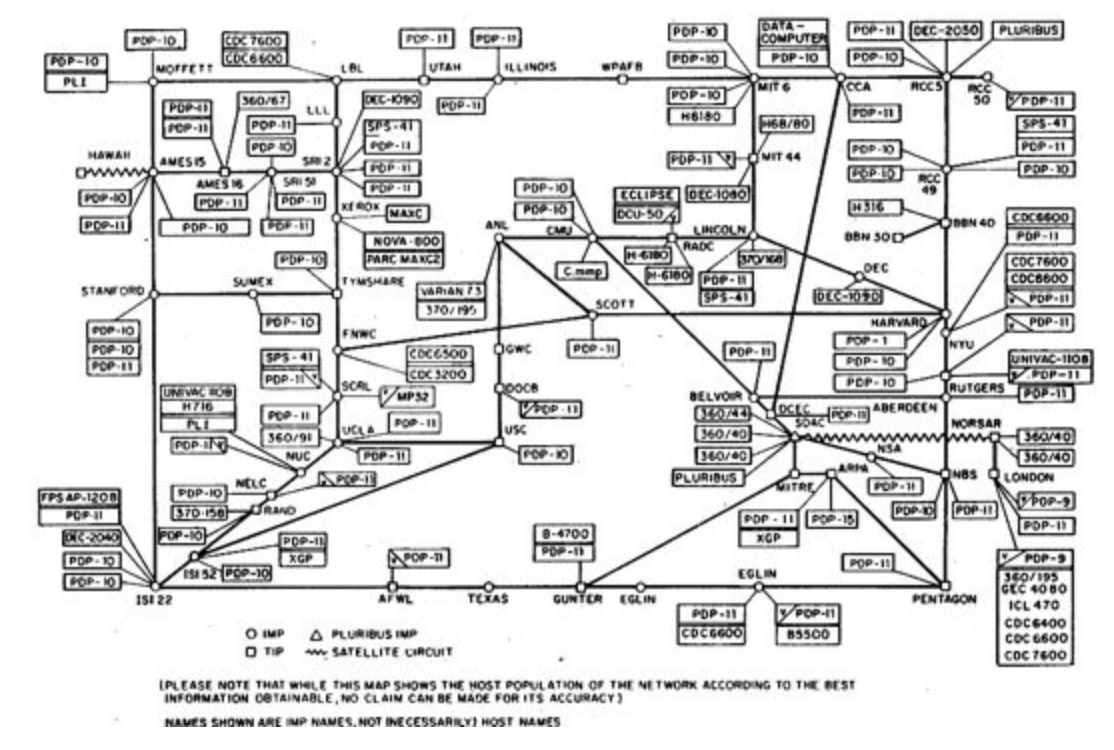 PDP-10
PLI
PDP-10
MOFFETT
CDC7600
CDC6600
LBL
PDP-11
UTAH
PDP-11
ILLINOIS
PDP-11
WPAFB
PDP-10
PDP-10
PDP-10
H6180
MIT 6
DATA-
COMPUTER
PDP-10
CCA
PDP-11
PDP-11
PDP-10
DEC-2050
PLURIBUS
RCC5
RCC
50
PDP-11
HAWAII
AMES15
PDP-10
PDP-11
PDP-10
PDP-11
PDP-11
360/67
AMES16
PDP-11
PDP-10
SRI 51
PDP-11
PDP-11
LLL
PDP-11
DEC-1090
SPS-41
PDP-11
PDP-11
PDP-11
SRI2
XEROX
MAXC
NOVA-800
PARC MAXC2
H68/80
PDP-11
MIT 44
DEC-1080
SPS-41
PDP-11
PDP-10
PDP-10
PDP-10
RCC
49
H316
BBN 40
BBN 30
PDP-10
PDP-10
CMU
C.mmp
ECLIPSE
DCU-50
H-6180
H-6180
RADC
LINCOLN
370/168
PDP-11
SPS-41
DEC
DEC-1090
CDC6600
PDP-11
CDC7600
CDC6600
PDP-11
PDP-11
HARVARD
PDP-1
PDP-10
PDP-10
NYU
ANL
VARIAN 73
370/195
STANFORD
PDP-10
PDP-10
PDP-11
SUMEX
PDP-10
PDP-10
TYMSHARE
SCOTT
PDP-11
FNWC
CDC6500
CDC3200
GWC
DOCB
PDP-11
SPS-41
PDP-11
SCRL
MP32
PDP-11
360/91
UCLA
PDP-11
PDP-11
USC
PDP-10
UNIVAC 1108
H716
PLI
PDP-11
NUC
PDP-11
NELC
PDP-10
370-158
RAND
PDP-10
PDP-11
BELVOIR
360/44
360/40
360/40
PLURIBUS
DCEC
PDP-11
SDAC
ABERDEEN
RUTGERS
UNIVAC-1108
PDP-11
PDP-11
NORSAR
360/40
360/40
NSA
PDP-11
NBS
PDP-10
PDP-11
LONDON
PDP-9
PDP-11
PDP-9
360/195
GEC 4080
ICL 470
CDC6400
CDC6600
CDC7600
MITRE
ARPA
PDP-11
XGP
PDP-15
FPS AP-120B
PDP-11
DEC-2040
PDP-10
PDP-10
ISI 22
ISI 52
PDP-11
XGP
PDP-10
PDP-11
AFWL
TEXAS
B-4700
PDP-11
GUNTER
EGLIN
EGLIN
PDP-11
CDC6600
PDP-11
B5500
PDP-11
PENTAGON
IMP
PLURIBUS IMP
TIP
SATELLITE CIRCUIT
(PLEASE NOTE THAT WHILE THIS MAP SHOWS THE HOST POPULATION OF THE NETWORK ACCORDING TO THE BEST
INFORMATION OBTAINABLE, NO CLAIM CAN BE MADE FOR ITS ACCURACY)
NAMES SHOWN ARE IMP NAMES, NOT (NECESSARILY) HOST NAMES